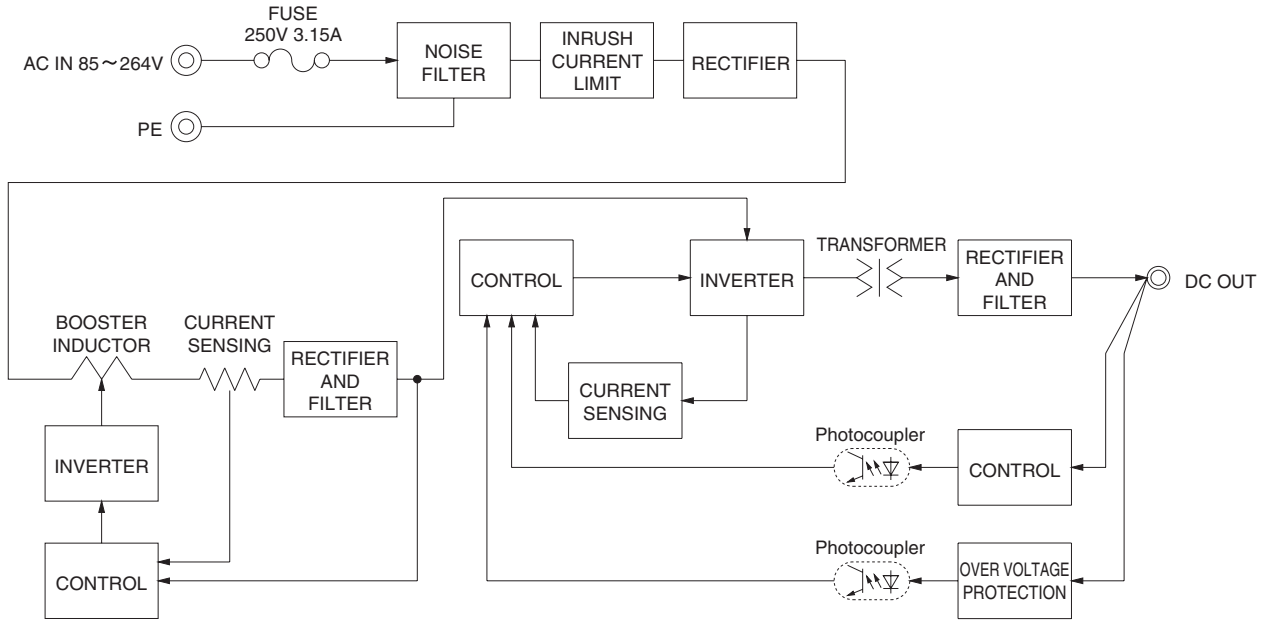 FUSE
250V 3.15A
AC IN 85～264V
NOISE
FILTER
INRUSH
CURRENT
LIMIT
RECTIFIER
PE
CONTROL
INVERTER
TRANSFORMER
RECTIFIER
AND
FILTER
DC OUT
BOOSTER
INDUCTOR
CURRENT
SENSING
RECTIFIER
AND
FILTER
CURRENT
SENSING
INVERTER
Photocoupler
CONTROL
CONTROL
Photocoupler
OVER VOLTAGE
PROTECTION